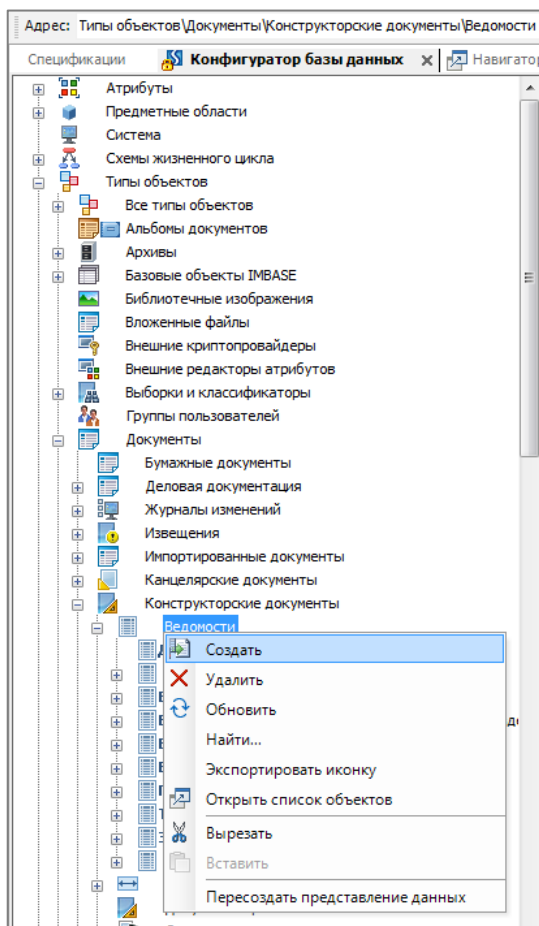 Адрес: Типы объектов\Документы\Конструкторские документы\Ведомости
Спецификации Конфигуратор базы данных x Навигатор
Атрибуты
Предметные области
Система
Схемы жизненного цикла
Типы объектов
Все типы объектов
Альбомы документов
Архивы
Базовые объекты IMBASE
Библиотечные изображения
Вложенные файлы
Внешние криптопровайдеры
Внешние редакторы атрибутов
Выборки и классификаторы
Группы пользователей
Документы
Бумажные документы
Деловая документация
Журналы изменений
Извещения
Импортированные документы
Канцелярские документы
Конструкторские документы
Ведомости
Создать
Удалить
Обновить
Найти...
Экспортировать иконку
Открыть список объектов
Вырезать
Вставить
Пересоздать представление данных